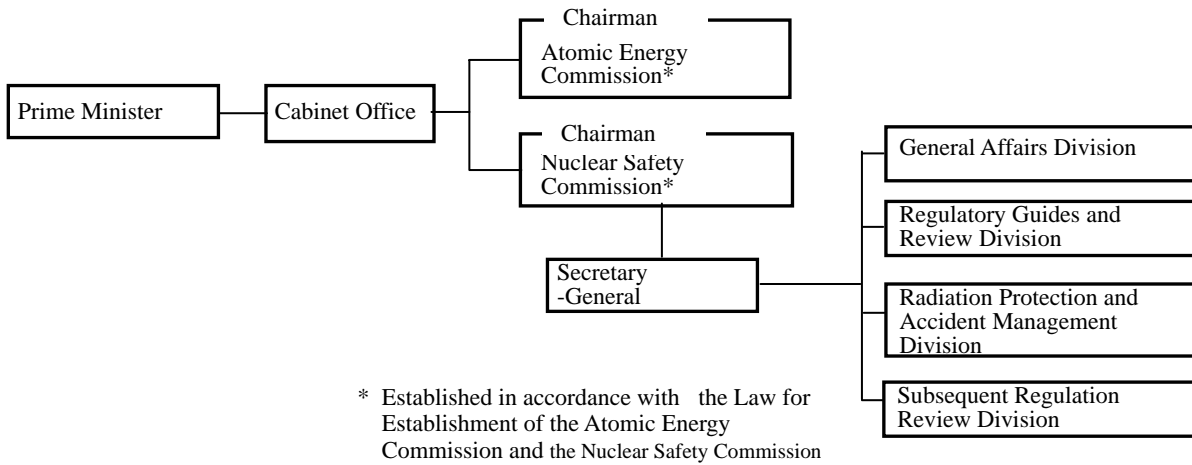 Chairman
Atomic Energy
Commission*
Prime Minister
Cabinet Office
Chairman
Nuclear Safety
Commission*
Secretary
-General
General Affairs Division
Regulatory Guides and
Review Division
Radiation Protection and
Accident Management
Division
Subsequent Regulation
Review Division
* Established in accordance with the Law for
Establishment of the Atomic Energy
Commission and the Nuclear Safety Commission